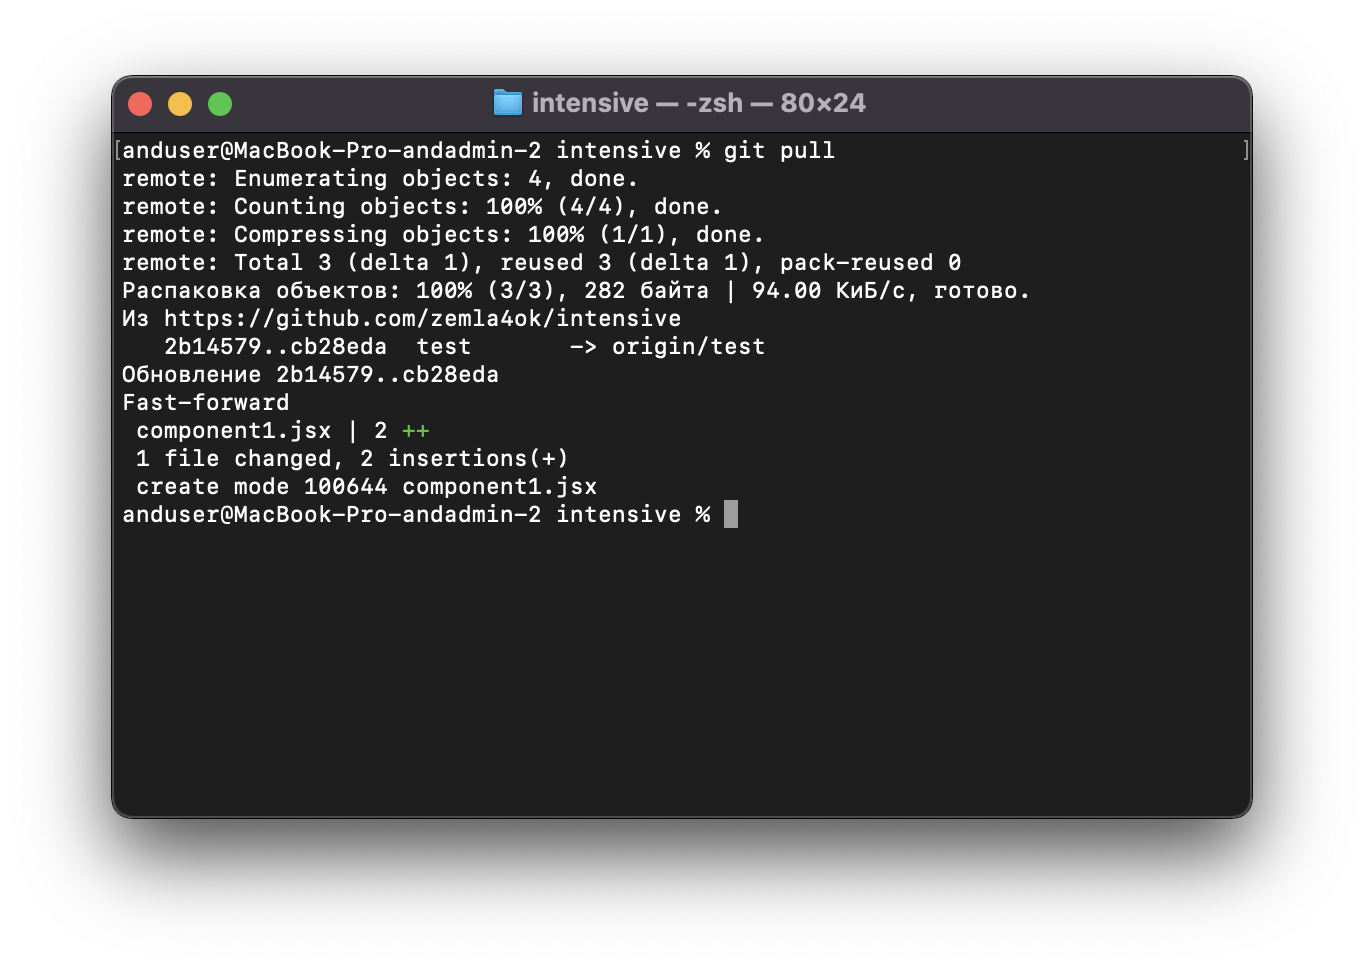 intensive — -zsh — 80×24
[anduser@MacBook-Pro-andadmin-2 intensive % git pull ]
remote: Enumerating objects: 4, done.
remote: Counting objects: 100% (4/4), done.
remote: Compressing objects: 100% (1/1), done.
remote: Total 3 (delta 1), reused 3 (delta 1), pack-reused 0
Распаковка объектов: 100% (3/3), 282 байта | 94.00 КиБ/с, готово.
Из https://github.com/zemla4ok/intensive
   2b14579..cb28eda  test       -> origin/test
Обновление 2b14579..cb28eda
Fast-forward
 component1.jsx | 2 ++
 1 file changed, 2 insertions(+)
 create mode 100644 component1.jsx
anduser@MacBook-Pro-andadmin-2 intensive %